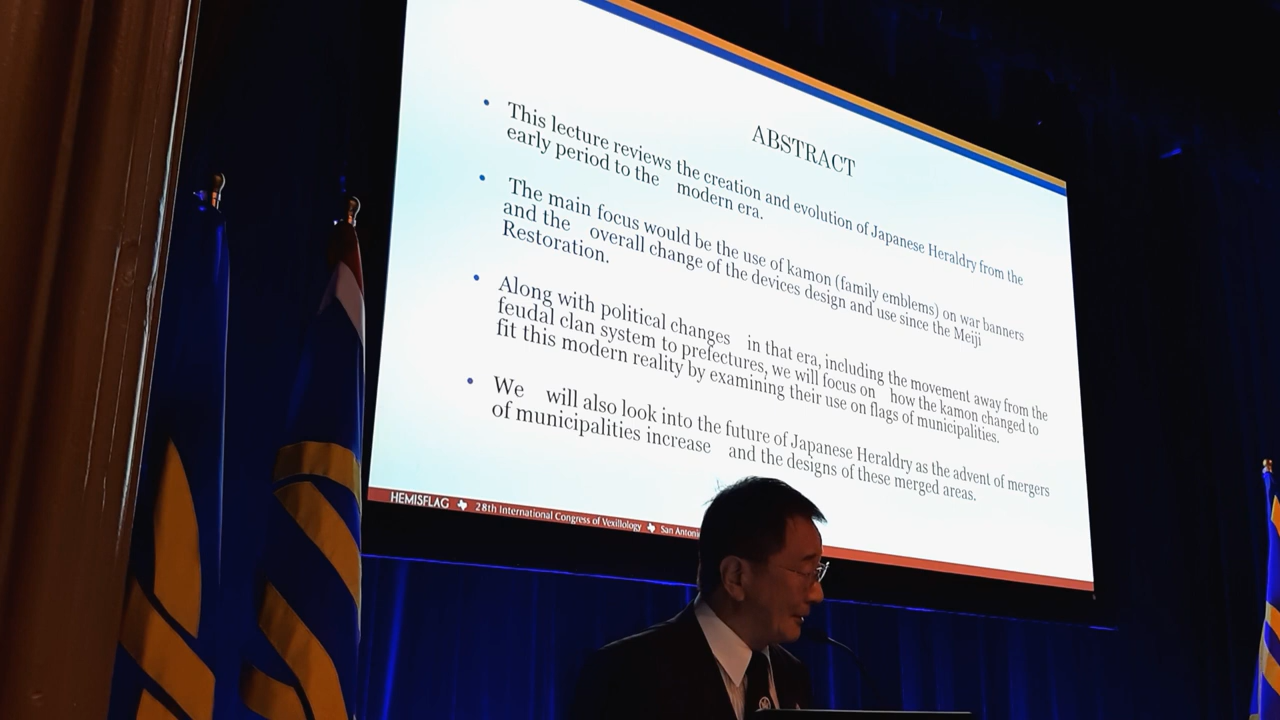 ABSTRACT
• This lecture reviews the creation and evolution of Japanese Heraldry from the
early period to the modern era.
• The main focus would be the use of kamon (family emblems) on war banners
and the overall change of the devices design and use since the Meiji
Restoration.
• Along with political changes in that era, including the movement away from the
feudal clan system to prefectures, we will focus on how the kamon changed to
fit this modern reality by examining their use on flags of municipalities.
• We will also look into the future of Japanese Heraldry as the advent of mergers
of municipalities increase and the designs of these merged areas.
HEMISFLAG 28th International Congress of Vexillology San Antoni